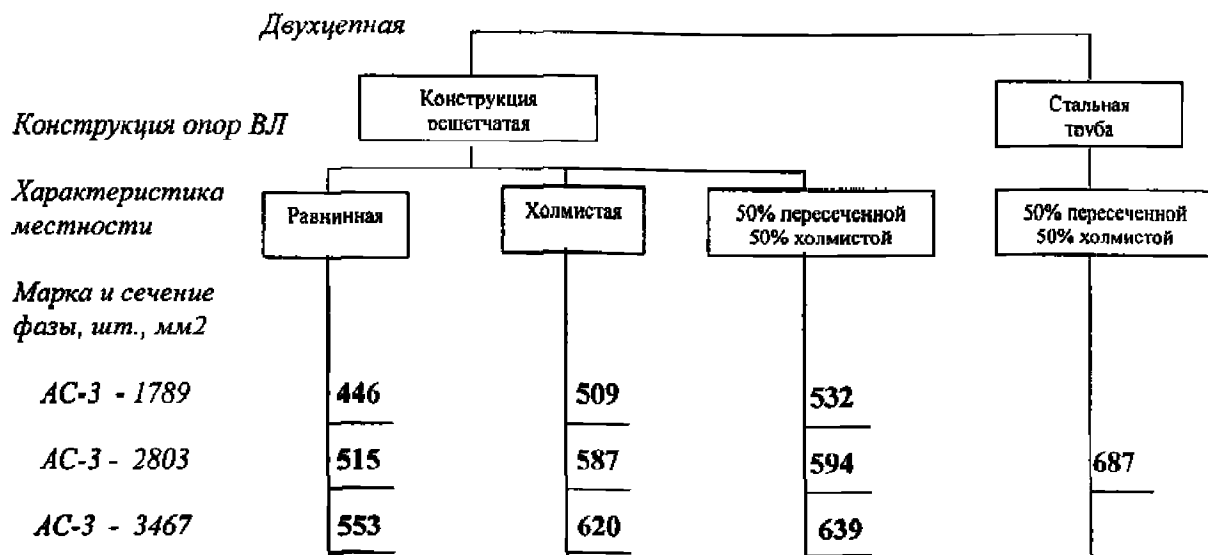 Двухцепная
Конструкция опор ВЛ
Конструкция
решетчатая
Стальная
труба
Характеристика
местности
Равнинная
Холмистая
50% пересеченной
50% холмистой
50% пересеченной
50% холмистой
Марка и сечение
фазы, шт., мм2
АС-3 - 1789 446 509 532
АС-3 - 2803 515 587 594 687
АС-3 - 3467 553 620 639